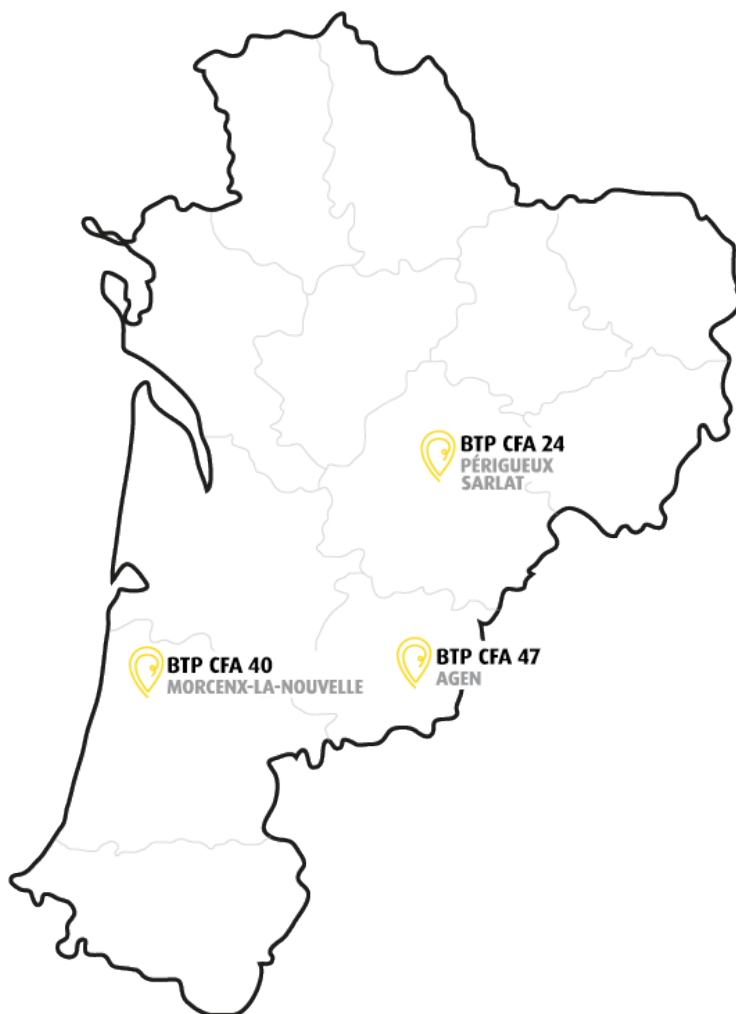 BTP CFA 24
PÉRIGUEUX
SARLAT
BTP CFA 40
MORCENX-LA-NOUVELLE
BTP CFA 47
AGEN